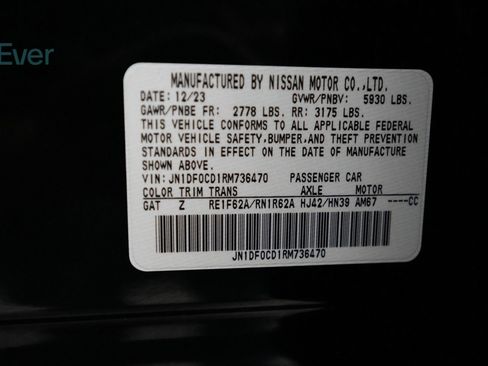 Ever
MANUFACTURED BY NISSAN MOTOR CO.,LTD.
DATE: 12/23 GVWR/PNBV: 5930 LBS.
GAWR/PNBE FR: 2778 LBS. RR: 3175 LBS.
THIS VEHICLE CONFORMS TO ALL APPLICABLE FEDERAL
MOTOR VEHICLE SAFETY,BUMPER,AND THEFT PREVENTION
STANDARDS IN EFFECT ON THE DATE OF MANUFACTURE
SHOWN ABOVE.
VIN: JN1DF0CD1RM736470 PASSENGER CAR
COLOR TRIM TRANS AXLE MOTOR
GAT Z RE1F62A/RN1R62A HJ42/HN39 AM67 ----CC
JN1DF0CD1RM736470